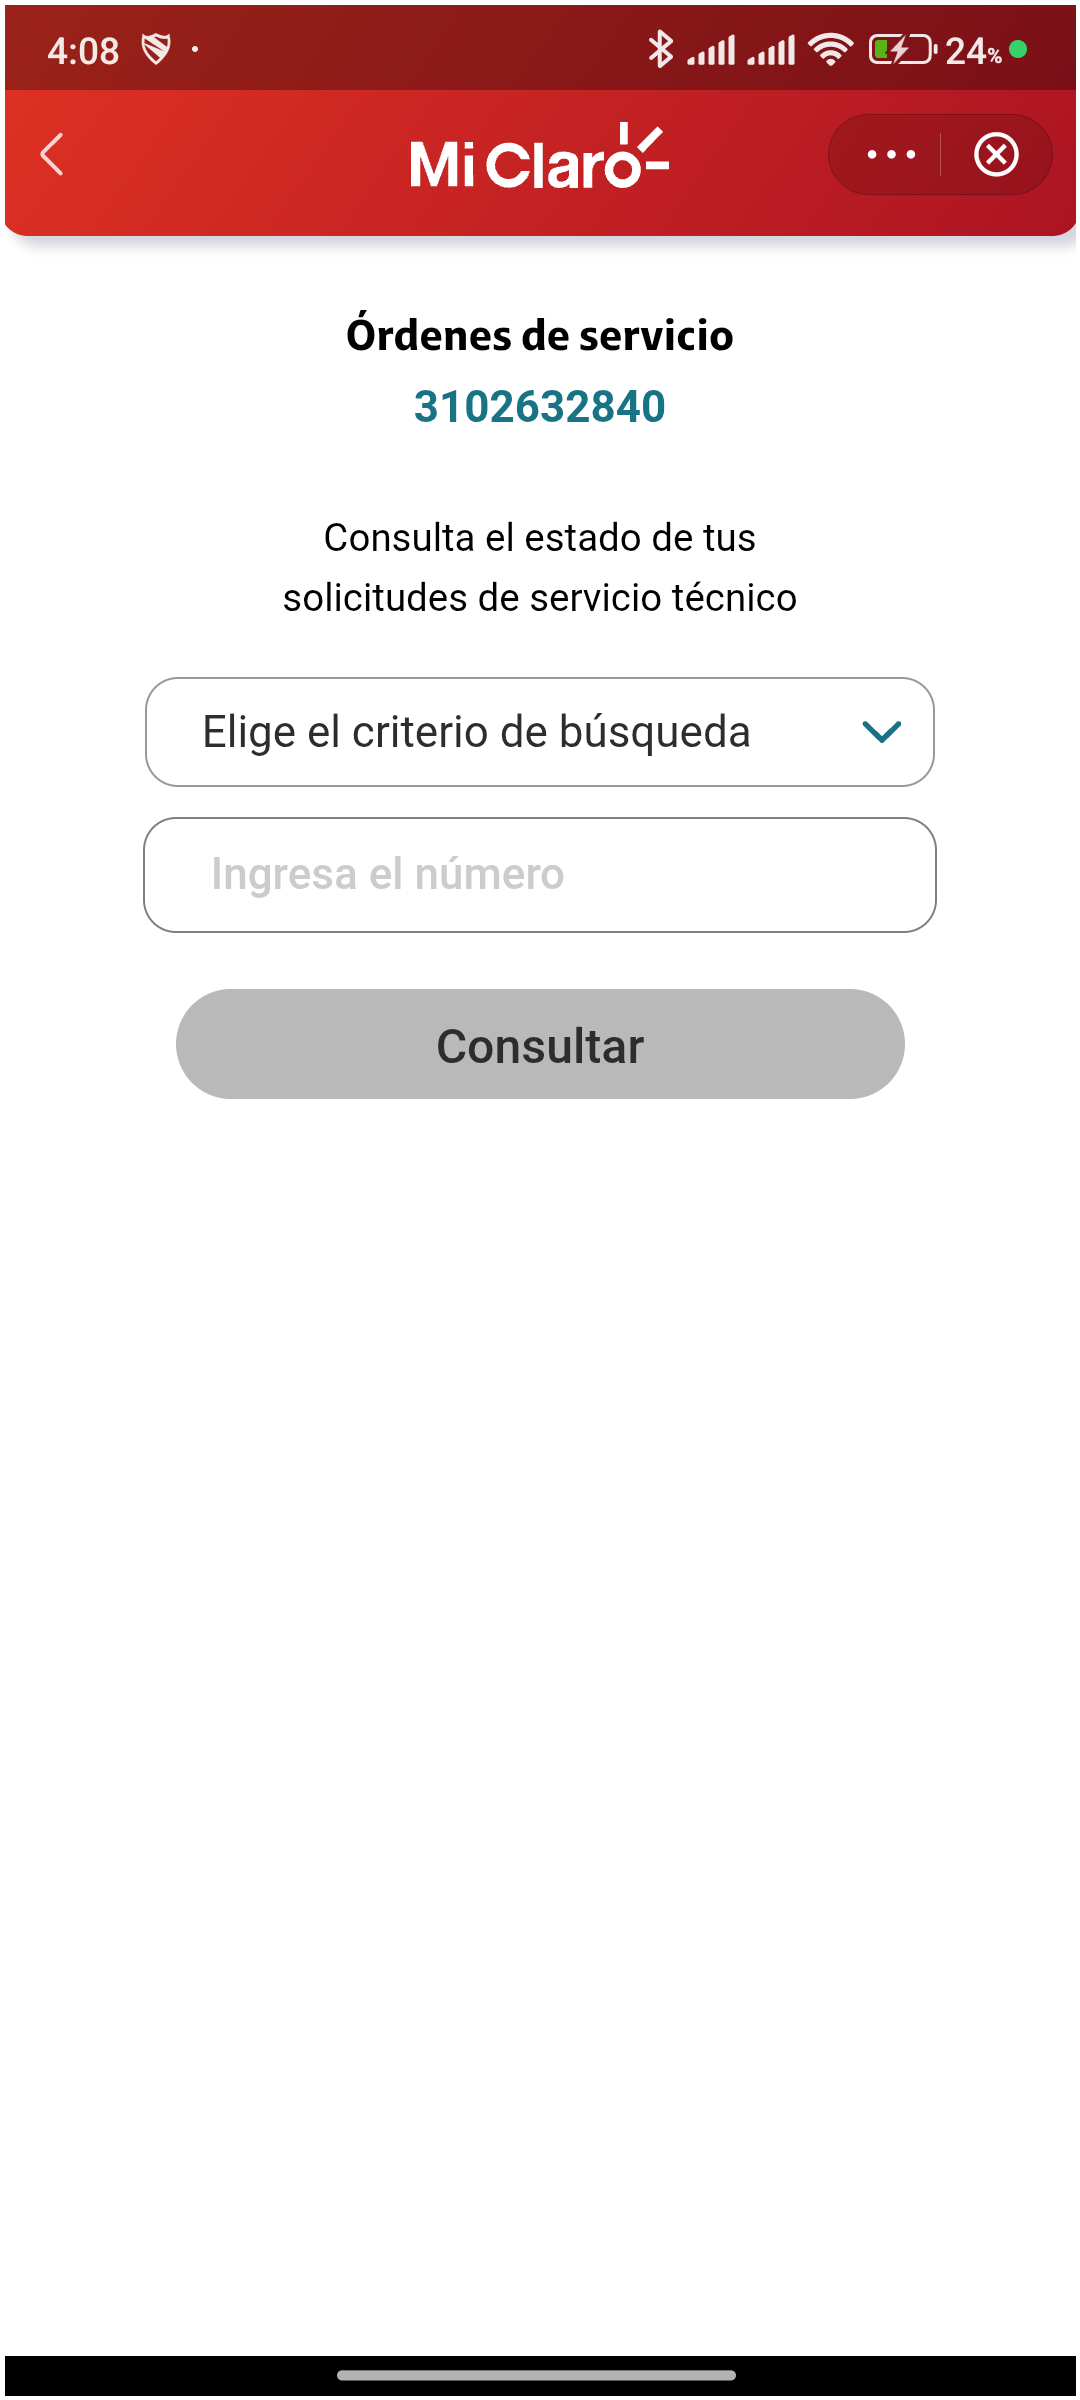 4:08
24%
Mi Claro
Órdenes de servicio
3102632840
Consulta el estado de tus
solicitudes de servicio técnico
Elige el criterio de búsqueda
Ingresa el número
Consultar